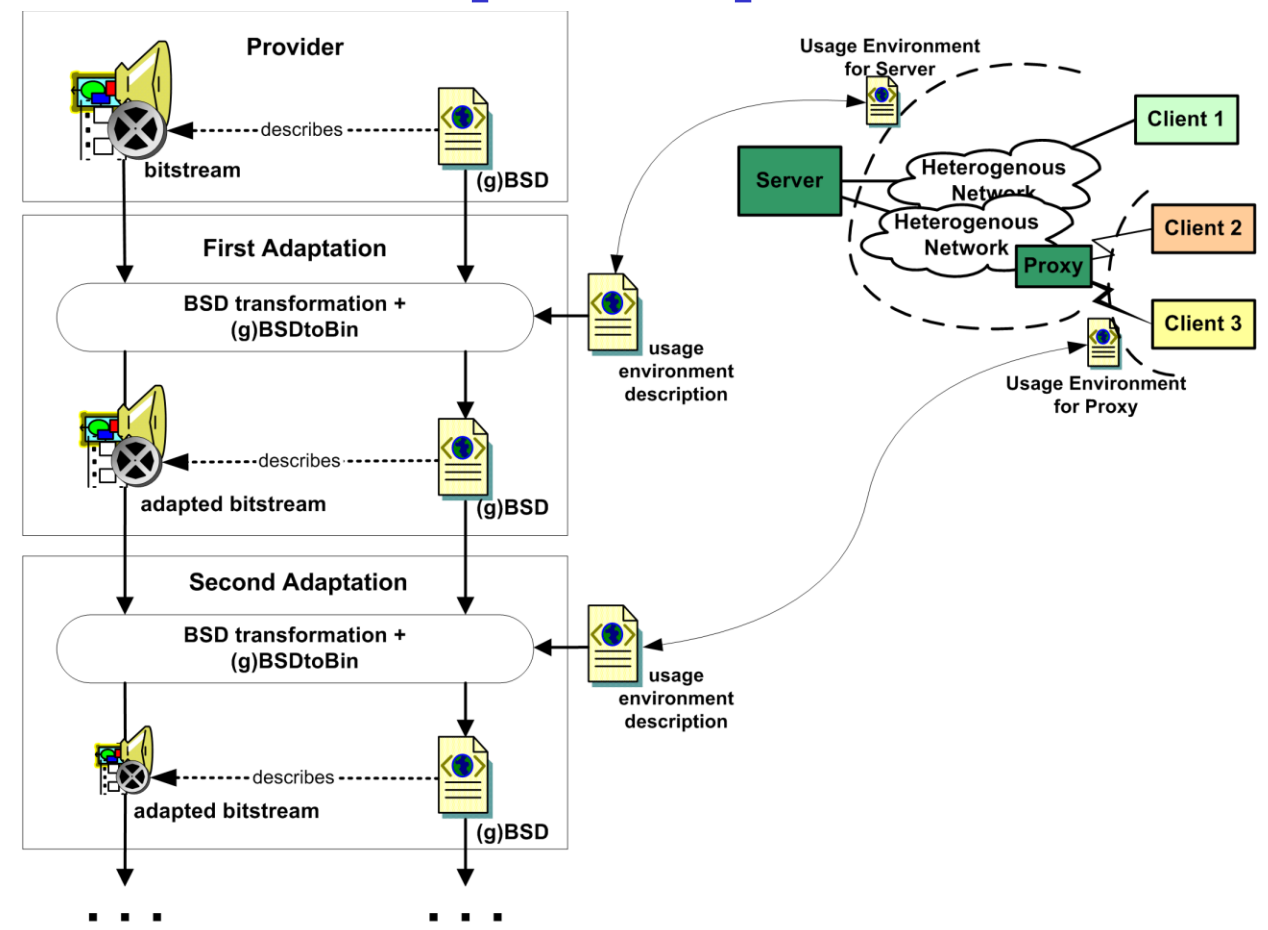 Provider
describes
bitstream
(g)BSD
First Adaptation
BSD transformation +
(g)BSDtoBin
usage
environment
description
describes
adapted bitstream
(g)BSD
Second Adaptation
BSD transformation +
(g)BSDtoBin
usage
environment
description
describes
adapted bitstream
(g)BSD
. . .
. . .
Usage Environment
for Server
Client 1
Server
Heterogenous
Network
Heterogenous
Network
Proxy
Client 2
Client 3
Usage Environment
for Proxy